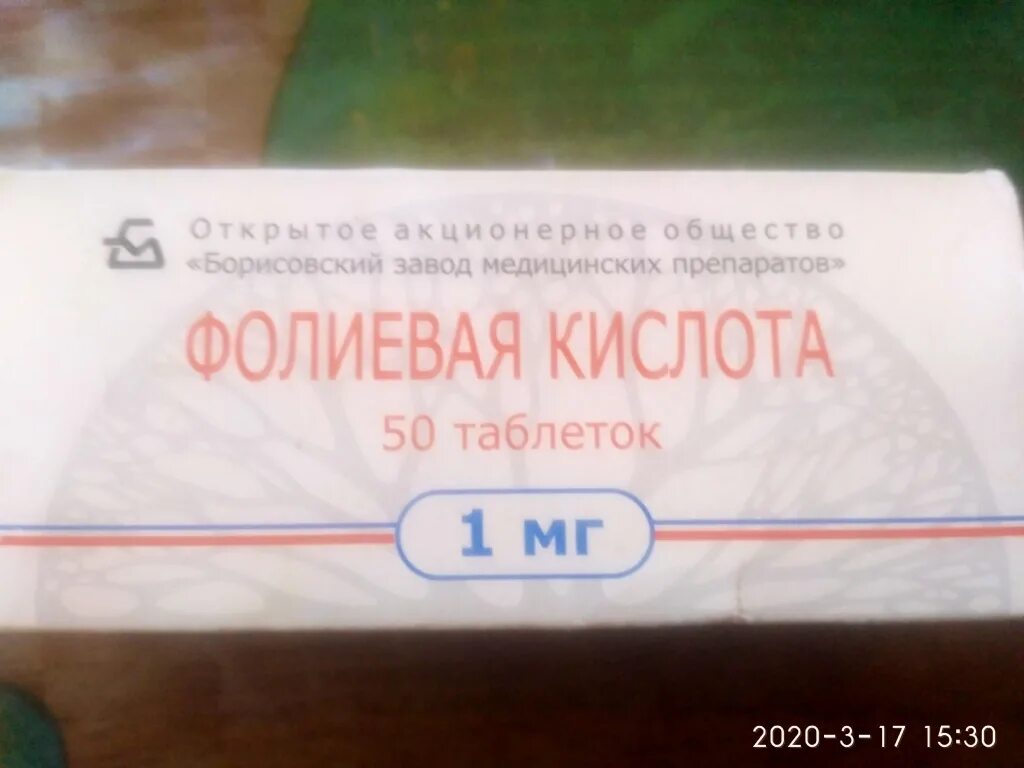 Открытое акционерное общество
«Борисовский завод медицинских препаратов»
ФОЛИЕВАЯ КИСЛОТА
50 таблеток
1 мг
2020-3-17 15:30